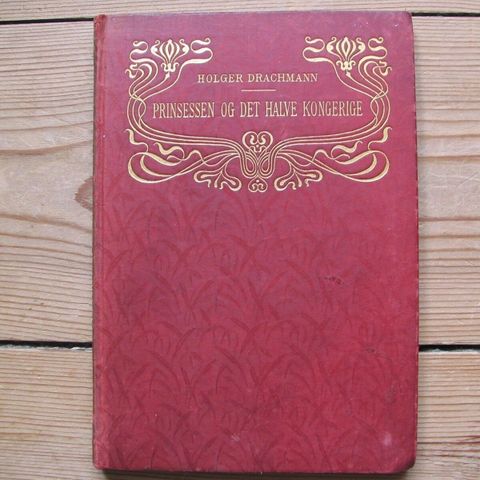 HOLGER DRACHMANN
PRINSESSEN OG DET HALVE KONGERIGE